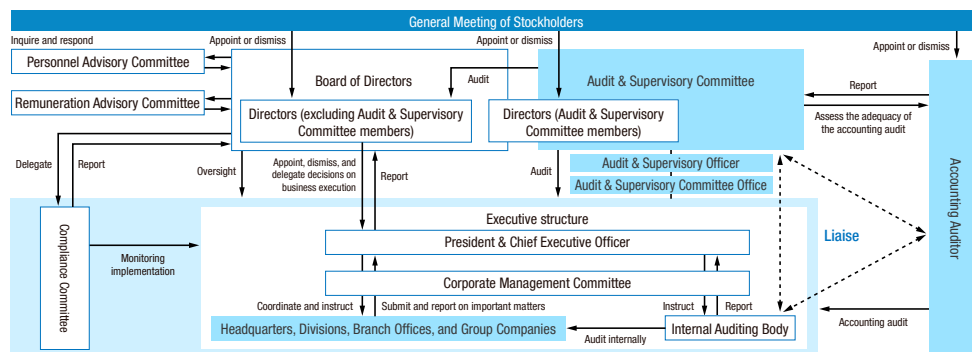 General Meeting of Stockholders
Inquire and respond
Appoint or dismiss
Appoint or dismiss
Appoint or dismiss
Personnel Advisory Committee
Board of Directors
Audit
Audit & Supervisory Committee
Report
Remuneration Advisory Committee
Directors (excluding Audit & Supervisory
Committee members)
Directors (Audit & Supervisory
Committee members)
Assess the adequacy of
the accounting audit
Delegate
Report
Oversight
Appoint, dismiss, and
delegate decisions on
business execution
Report
Audit
Audit & Supervisory Officer
Audit & Supervisory Committee Office
Accounting Auditor
Compliance Committee
Monitoring
implementation
Executive structure
President & Chief Executive Officer
Liaise
Corporate Management Committee
Coordinate and instruct
Submit and report on important matters
Instruct
Report
Headquarters, Divisions, Branch Offices, and Group Companies
Audit internally
Internal Auditing Body
Accounting audit